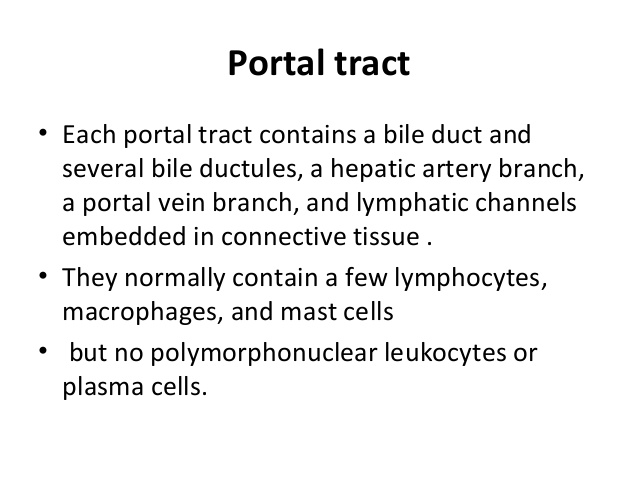 Portal tract
• Each portal tract contains a bile duct and
several bile ductules, a hepatic artery branch,
a portal vein branch, and lymphatic channels
embedded in connective tissue .
• They normally contain a few lymphocytes,
macrophages, and mast cells
• but no polymorphonuclear leukocytes or
plasma cells.